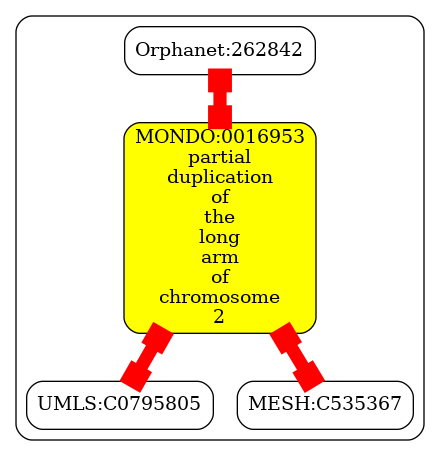 Orphanet:262842
MONDO:0016953
partial
duplication
of
the
long
arm
of
chromosome
2
UMLS:C0795805
MESH:C535367